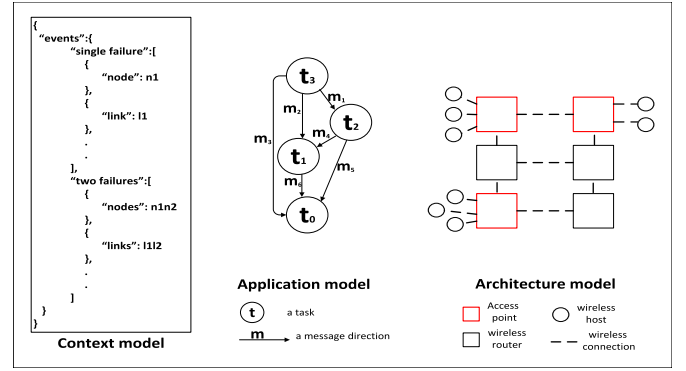 {
“events”:{
“single failure”:[
{
“node”: n1
},
{
“link”: l1
},
.
.
],
“two failures”:[
{
“nodes”: n1n2
},
{
“links”: l1l2
},
.
.
]
}
}
Context model
t3
m1
m2
t2
m3
m4
t1
m5
m6
t0
Application model
t a task
m a message direction
Architecture model
Access point
wireless host
wireless router
wireless connection